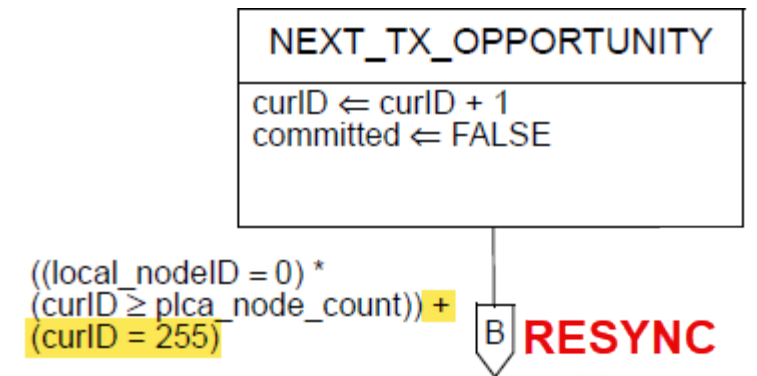 NEXT_TX_OPPORTUNITY
curID ⇐ curID + 1
committed ⇐ FALSE
((local_nodeID = 0) *
(curID ≥ plca_node_count)) +
(curID = 255)
B RESYNC